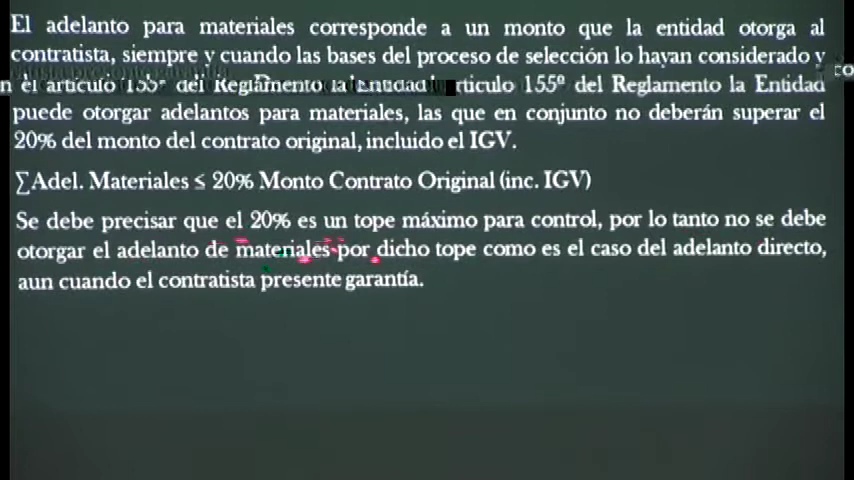 El adelanto para materiales corresponde a un monto que la entidad otorga al
contratista, siempre y cuando las bases del proceso de selección lo hayan considerado y
n el artículo 155º del Reglamento la Entidad rtículo 155º del Reglamento la Entidad
puede otorgar adelantos para materiales, las que en conjunto no deberán superar el
20% del monto del contrato original, incluido el IGV.
∑Adel. Materiales ≤ 20% Monto Contrato Original (inc. IGV)
Se debe precisar que el 20% es un tope máximo para control, por lo tanto no se debe
otorgar el adelanto de materiales por dicho tope como es el caso del adelanto directo,
aun cuando el contratista presente garantía.